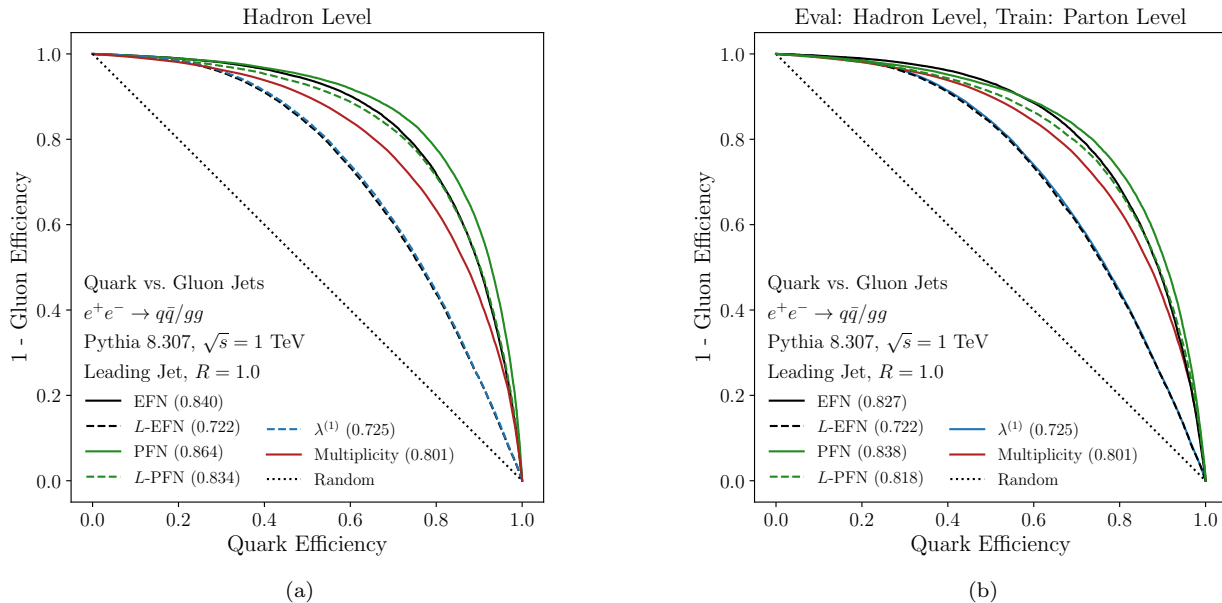 Hadron Level
1.0
0.8
0.6
0.4
0.2
0.0
1 - Gluon Efficiency
Quark vs. Gluon Jets
e⁺e⁻ → qq̄/gg
Pythia 8.307, √s = 1 TeV
Leading Jet, R = 1.0
EFN (0.840)
L-EFN (0.722)
PFN (0.864)
L-PFN (0.834)
λ⁽¹⁾ (0.725)
Multiplicity (0.801)
Random
0.0 0.2 0.4 0.6 0.8 1.0
Quark Efficiency
(a)
Eval: Hadron Level, Train: Parton Level
1.0
0.8
0.6
0.4
0.2
0.0
1 - Gluon Efficiency
Quark vs. Gluon Jets
e⁺e⁻ → qq̄/gg
Pythia 8.307, √s = 1 TeV
Leading Jet, R = 1.0
EFN (0.827)
L-EFN (0.722)
PFN (0.838)
L-PFN (0.818)
λ⁽¹⁾ (0.725)
Multiplicity (0.801)
Random
0.0 0.2 0.4 0.6 0.8 1.0
Quark Efficiency
(b)